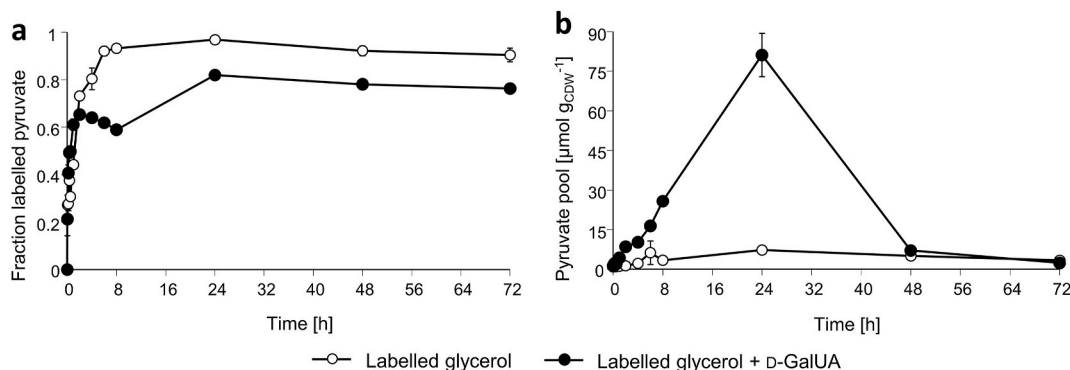 a
Fraction labelled pyruvate
1
0.8
0.6
0.4
0.2
0
0 8 16 24 32 40 48 56 64 72
Time [h]
b
Pyruvate pool [µmol gCDW⁻¹]
90
75
60
45
30
15
0
0 8 16 24 32 40 48 56 64 72
Time [h]
Labelled glycerol
Labelled glycerol + D-GalUA